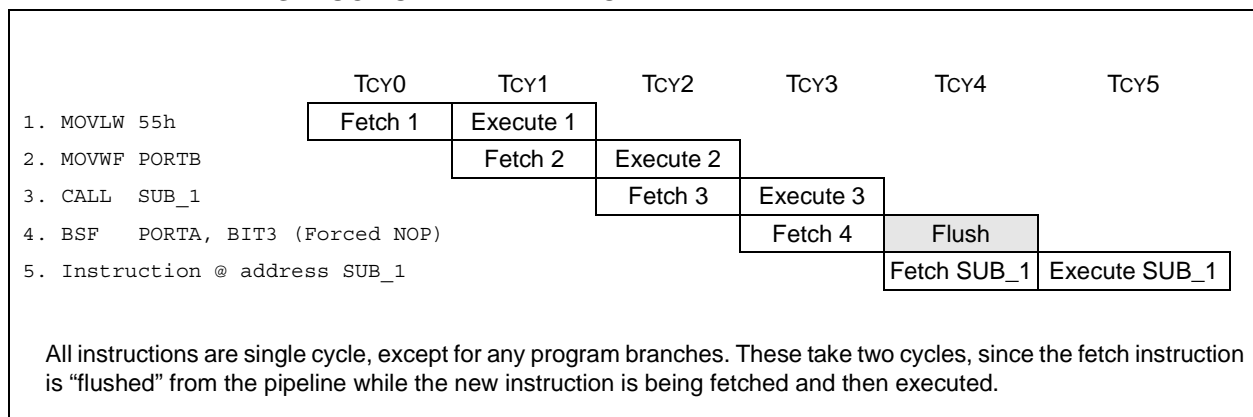 TCY0 TCY1 TCY2 TCY3 TCY4 TCY5
1. MOVLW 55h Fetch 1 Execute 1
2. MOVWF PORTB Fetch 2 Execute 2
3. CALL SUB_1 Fetch 3 Execute 3
4. BSF PORTA, BIT3 (Forced NOP) Fetch 4 Flush
5. Instruction @ address SUB_1 Fetch SUB_1 Execute SUB_1
All instructions are single cycle, except for any program branches. These take two cycles, since the fetch instruction
is “flushed” from the pipeline while the new instruction is being fetched and then executed.